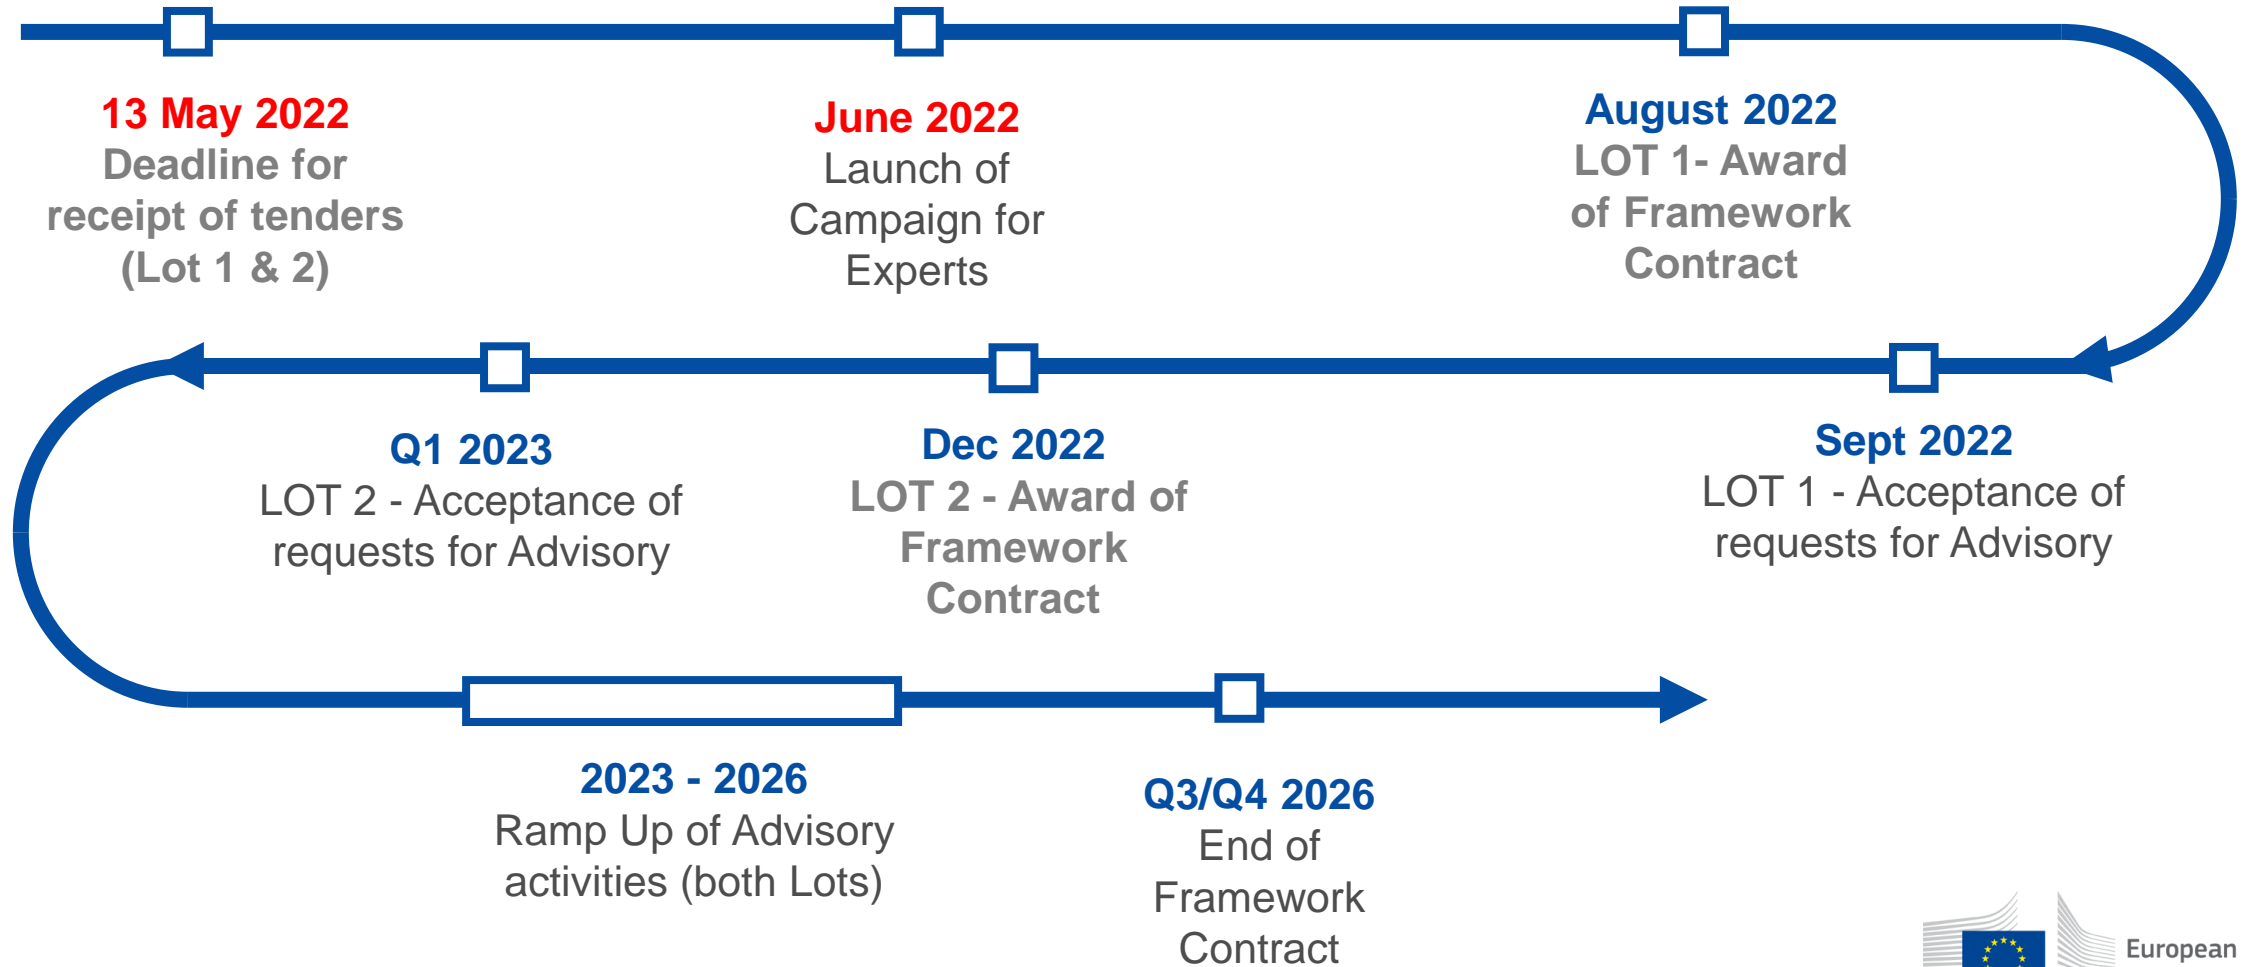 13 May 2022
Deadline for
receipt of tenders
(Lot 1 & 2)
June 2022
Launch of
Campaign for
Experts
August 2022
LOT 1- Award
of Framework
Contract
Sept 2022
LOT 1 - Acceptance of
requests for Advisory
Dec 2022
LOT 2 - Award of
Framework
Contract
Q1 2023
LOT 2 - Acceptance of
requests for Advisory
2023 - 2026
Ramp Up of Advisory
activities (both Lots)
Q3/Q4 2026
End of
Framework
Contract
European